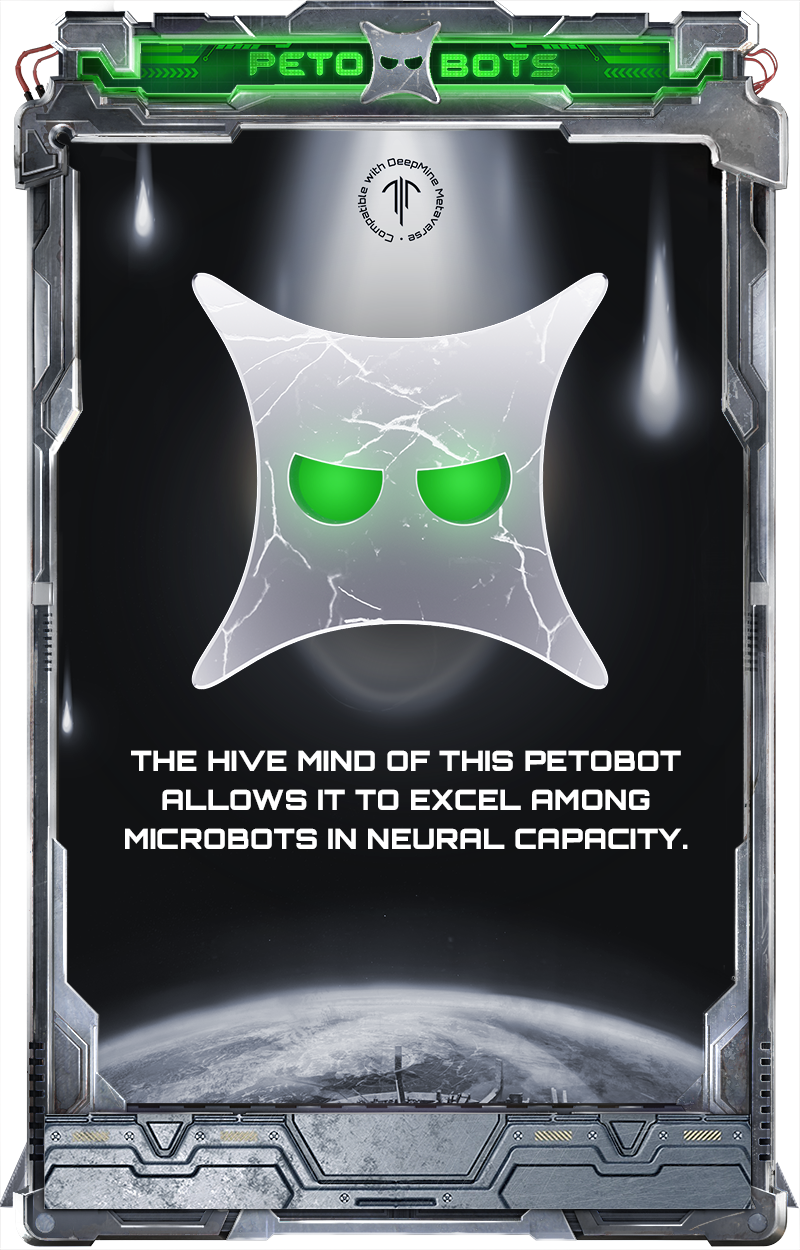 PETO BOTS
Compatible with DeepMine Metaverse •
THE HIVE MIND OF THIS PETOBOT
ALLOWS IT TO EXCEL AMONG
MICROBOTS IN NEURAL CAPACITY.